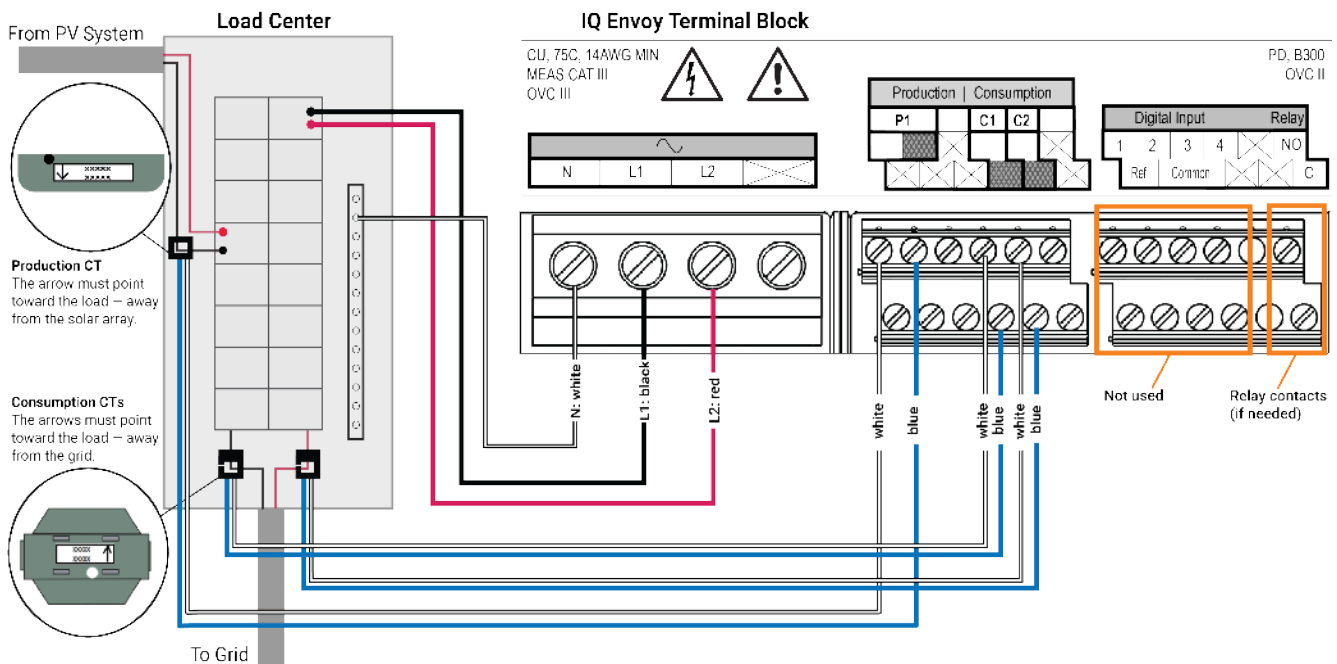 Load Center
From PV System
Production CT
The arrow must point
toward the load — away
from the solar array.
Consumption CTs
The arrows must point
toward the load — away
from the grid.
To Grid
xxxxxx
xxxxx
xxxxx
xxxxx
IQ Envoy Terminal Block
CU, 75C, 14AWG MIN
MEAS CAT III
OVC III
PD, B300
OVC II
N L1 L2
Production | Consumption
P1 C1 C2
Digital Input Relay
1 2 3 4 NO
Ref Common C
N: white
L1: black
L2: red
white
blue
white
blue
white
blue
Not used
Relay contacts
(if needed)